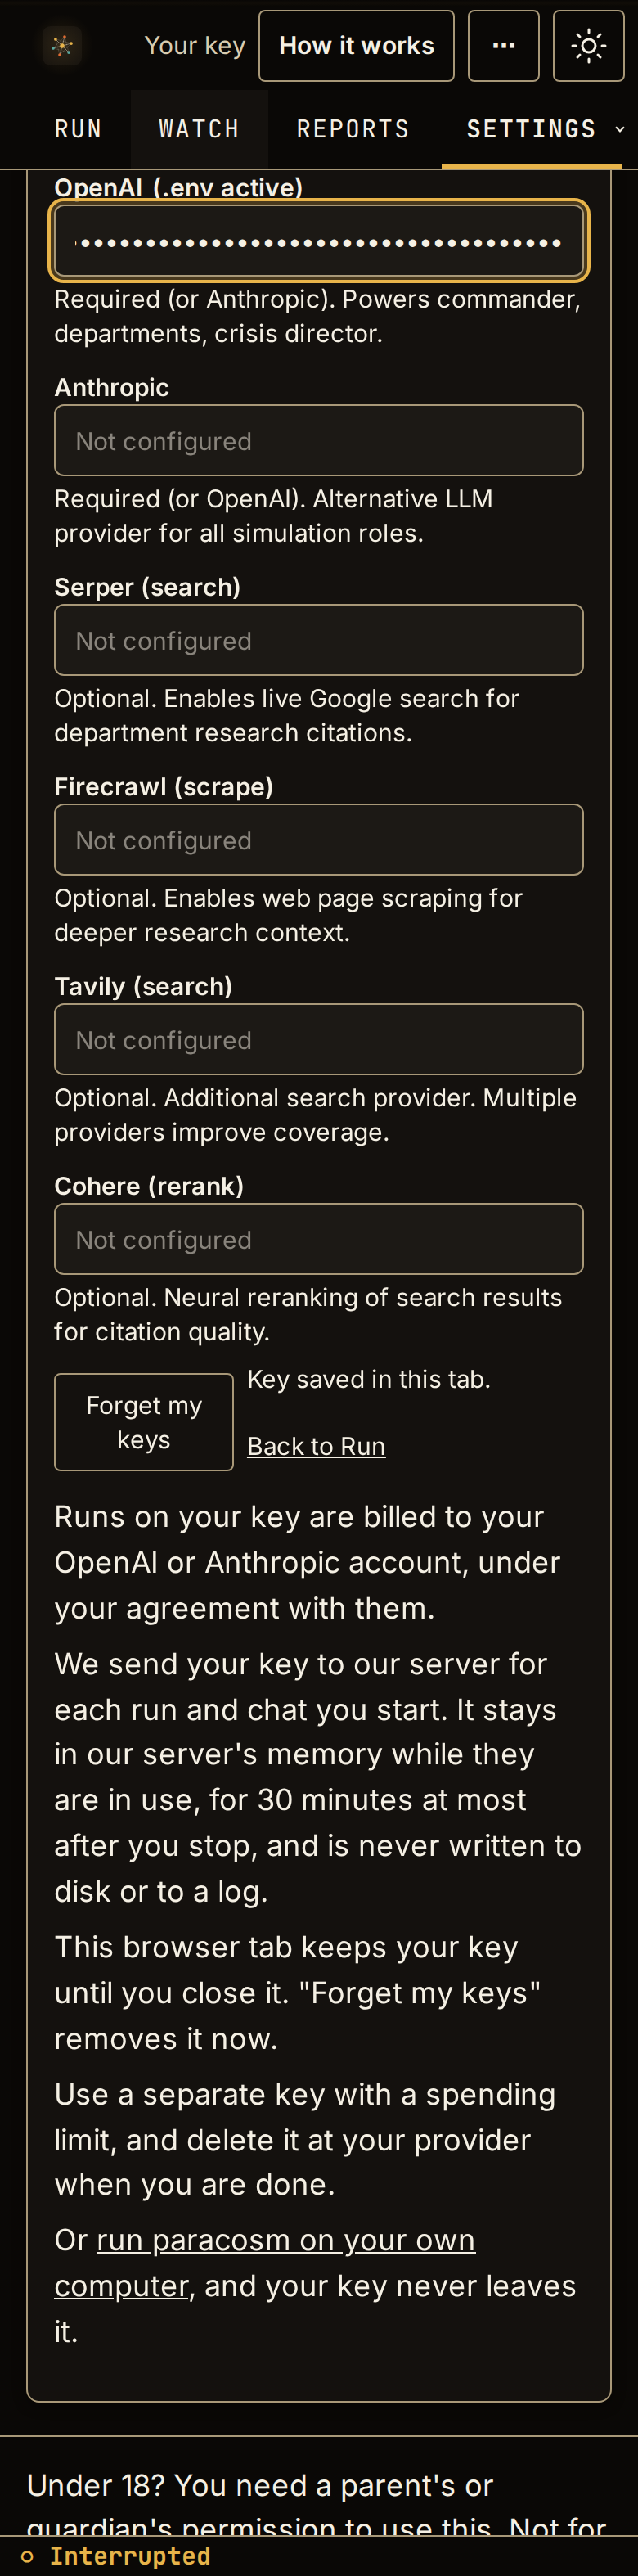 Your key
How it works
...
RUN
WATCH
REPORTS
SETTINGS
OpenAI (.env active)
Required (or Anthropic). Powers commander,
departments, crisis director.
Anthropic
Not configured
Required (or OpenAI). Alternative LLM
provider for all simulation roles.
Serper (search)
Not configured
Optional. Enables live Google search for
department research citations.
Firecrawl (scrape)
Not configured
Optional. Enables web page scraping for
deeper research context.
Tavily (search)
Not configured
Optional. Additional search provider. Multiple
providers improve coverage.
Cohere (rerank)
Not configured
Optional. Neural reranking of search results
for citation quality.
Forget my
keys
Key saved in this tab.
Back to Run
Runs on your key are billed to your
OpenAI or Anthropic account, under
your agreement with them.
We send your key to our server for
each run and chat you start. It stays
in our server's memory while they
are in use, for 30 minutes at most
after you stop, and is never written to
disk or to a log.
This browser tab keeps your key
until you close it. "Forget my keys"
removes it now.
Use a separate key with a spending
limit, and delete it at your provider
when you are done.
Or run paracosm on your own
computer, and your key never leaves
it.
Under 18? You need a parent's or
guardian's permission to use this. Not for
Interrupted